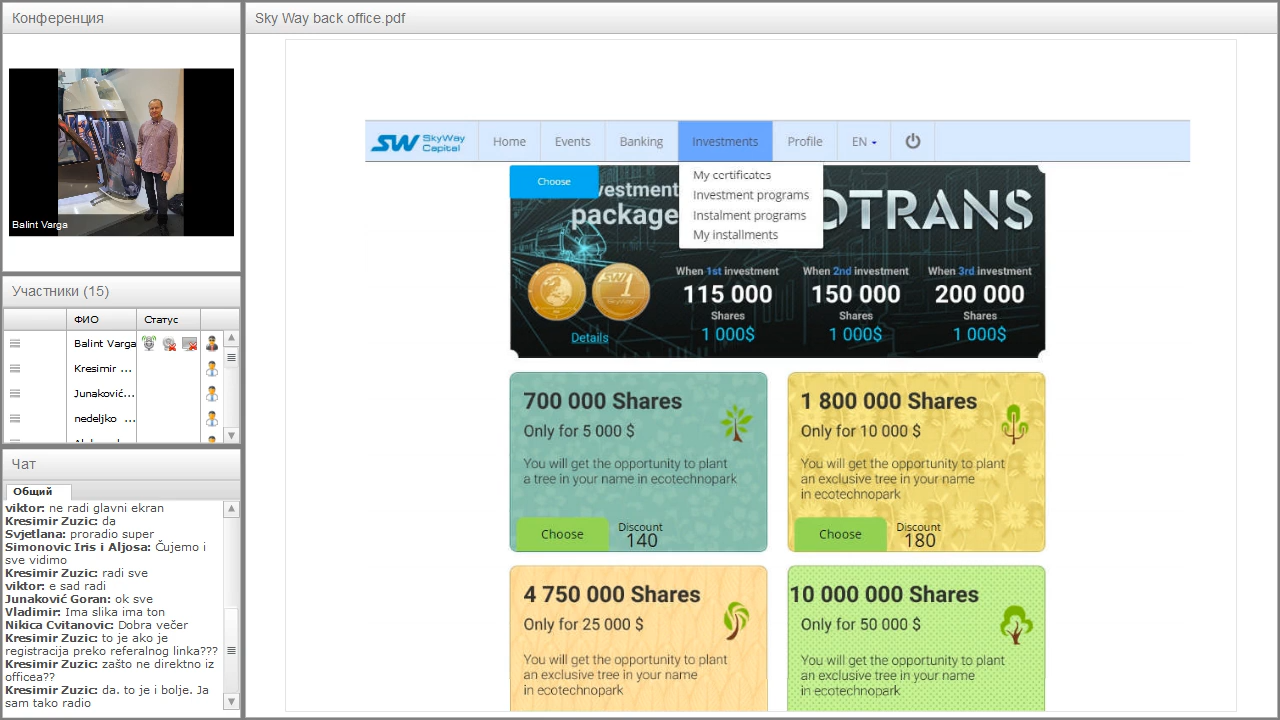 Конференция
Balint Varga
Участники (15)
ФИО
Статус
Balint Varga
Kresimir ...
Junaković...
nedeljko ...
Чат
Общий
viktor: ne radi glavni ekran
Kresimir Zuzic: da
Svjetlana: proradio super
Simonovic Iris i Aljosa: Čujemo i
sve vidimo
Kresimir Zuzic: radi sve
viktor: e sad radi
Junaković Goran: ok sve
Vladimir: Ima slika ima ton
Nikica Cvitanovic: Dobra večer
Kresimir Zuzic: to je ako je
registracija preko referalnog linka???
Kresimir Zuzic: zašto ne direktno iz
officea??
Kresimir Zuzic: da. to je i bolje. Ja
sam tako radio
Sky Way back office.pdf
SW SkyWay
Capital
Home
Events
Banking
Investments
Profile
EN
My certificates
Investment programs
Instalment programs
My installments
Choose
vestment
package
OTRANS
When 1st investment
115 000
Shares
1 000$
When 2nd investment
150 000
Shares
1 000$
When 3rd investment
200 000
Shares
1 000$
SW
1
Details
700 000 Shares
Only for 5 000 $
You will get the opportunity to plant
a tree in your name in ecotechnopark
Choose
Discount
140
1 800 000 Shares
Only for 10 000 $
You will get the opportunity to plant
an exclusive tree in your name
in ecotechnopark
Choose
Discount
180
4 750 000 Shares
Only for 25 000 $
You will get the opportunity to plant
an exclusive tree in your name
in ecotechnopark
10 000 000 Shares
Only for 50 000 $
You will get the opportunity to plant
an exclusive tree in your name
in ecotechnopark